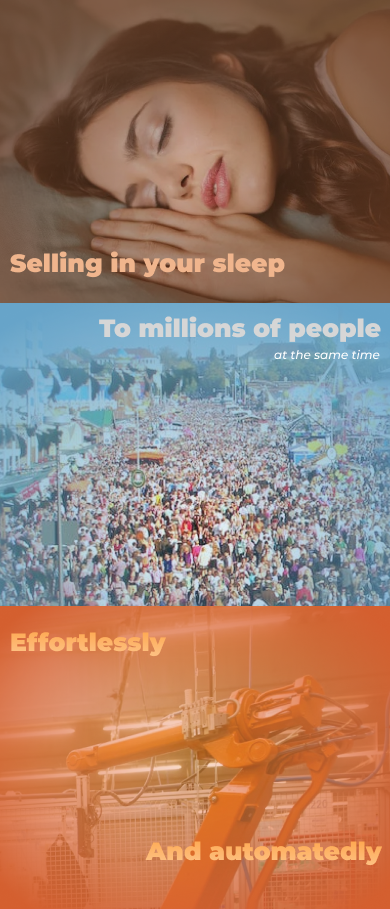 Selling in your sleep
To millions of people
at the same time
Effortlessly
And automatedly